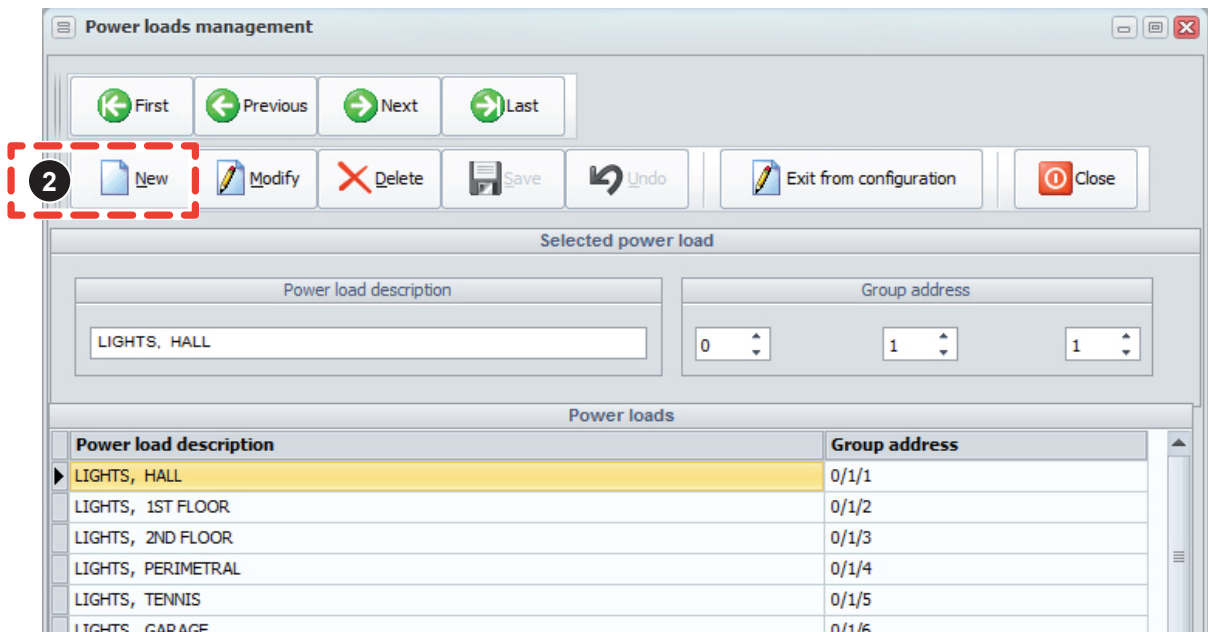 Power loads management
First Previous Next Last
2 New Modify Delete Save Undo Exit from configuration Close
Selected power load
Power load description Group address
LIGHTS, HALL 0 1 1
Power loads
Power load description Group address
LIGHTS, HALL 0/1/1
LIGHTS, 1ST FLOOR 0/1/2
LIGHTS, 2ND FLOOR 0/1/3
LIGHTS, PERIMETRAL 0/1/4
LIGHTS, TENNIS 0/1/5
LIGHTS, GARAGE 0/1/6